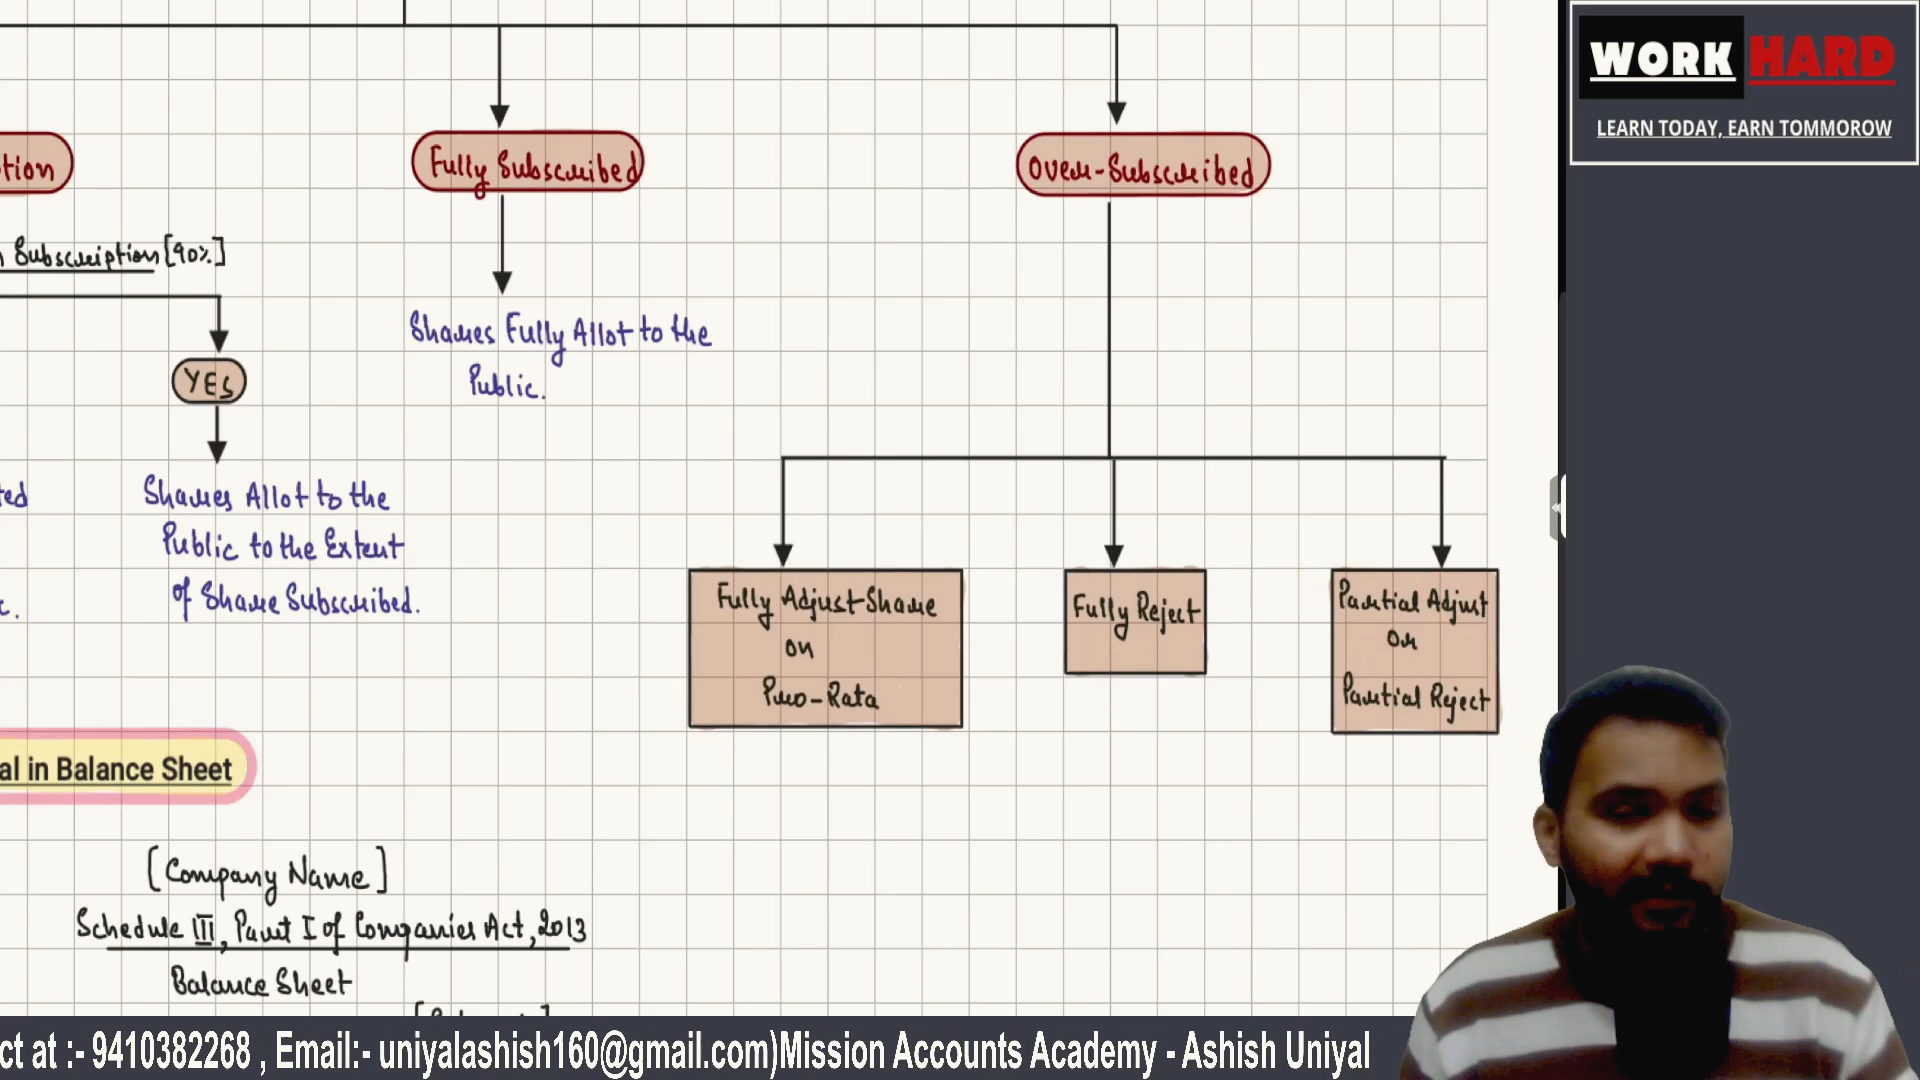 WORK HARD
LEARN TODAY, EARN TOMMOROW
tion
Fully Subscribed
Over-Subscribed
Subscription [90%]
YES
Shares Fully Allot to the
Public.
ted
Shares Allot to the
Public to the Extent
of Share Subscribed.
c.
Fully Adjust Share
or
Pro-Rata
Fully Reject
Partial Adjust
or
Partial Reject
al in Balance Sheet
[Company Name]
Schedule III, Part I of Companies Act, 2013
Balance Sheet
ct at :- 9410382268 , Email:- uniyalashish160@gmail.com)Mission Accounts Academy - Ashish Uniyal